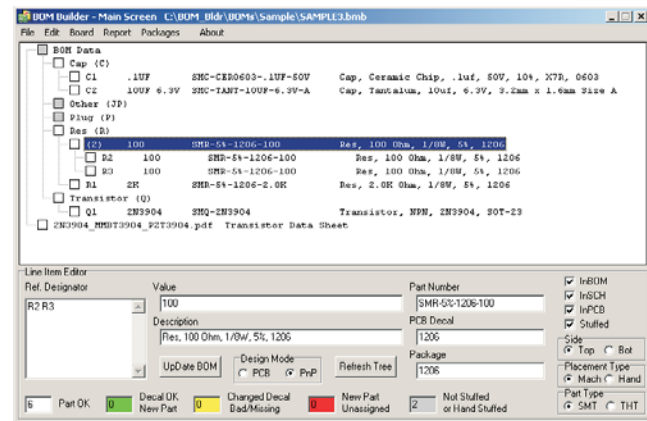 BOM Builder - Main Screen C:\BOM_Bldr\BOMs\Sample\SAMPLE3.bmb
File Edit Board Report Packages About
BOM Data
Cap (C)
C1 .1UF SMC-CER0603-.1UF-50V Cap, Ceramic Chip, .1uf, 50V, 10%, X7R, 0603
C2 10UF 6.3V SMC-TANT-10UF-6.3V-A Cap, Tantalum, 10uf, 6.3V, 3.2mm x 1.6mm Size A
Other (JP)
Plug (P)
Res (R)
(2) 100 SMR-5%-1206-100 Res, 100 Ohm, 1/8W, 5%, 1206
R2 100 SMR-5%-1206-100 Res, 100 Ohm, 1/8W, 5%, 1206
R3 100 SMR-5%-1206-100 Res, 100 Ohm, 1/8W, 5%, 1206
R1 2K SMR-5%-1206-2.0K Res, 2.0K Ohm, 1/8W, 5%, 1206
Transistor (Q)
Q1 2N3904 SMQ-2N3904 Transistor, NPN, 2N3904, SOT-23
2N3904_MMBT3904_PZT3904.pdf Transistor Data Sheet
Line Item Editor
Ref. Designator Value Part Number
R2 R3 100 SMR-5%-1206-100
Description PCB Decal
Res, 100 Ohm, 1/8W, 5%, 1206 1206
UpDate BOM Design Mode PCB PnP Refresh Tree Package
1206
InBOM
InSCH
InPCB
Stuffed
Side
Top Bot
Placement Type
Mach Hand
Part Type
SMT THT
6 Part OK 0 Decal OK New Part 0 Changed Decal Bad/Missing 0 New Part Unassigned 2 Not Stuffed or Hand Stuffed